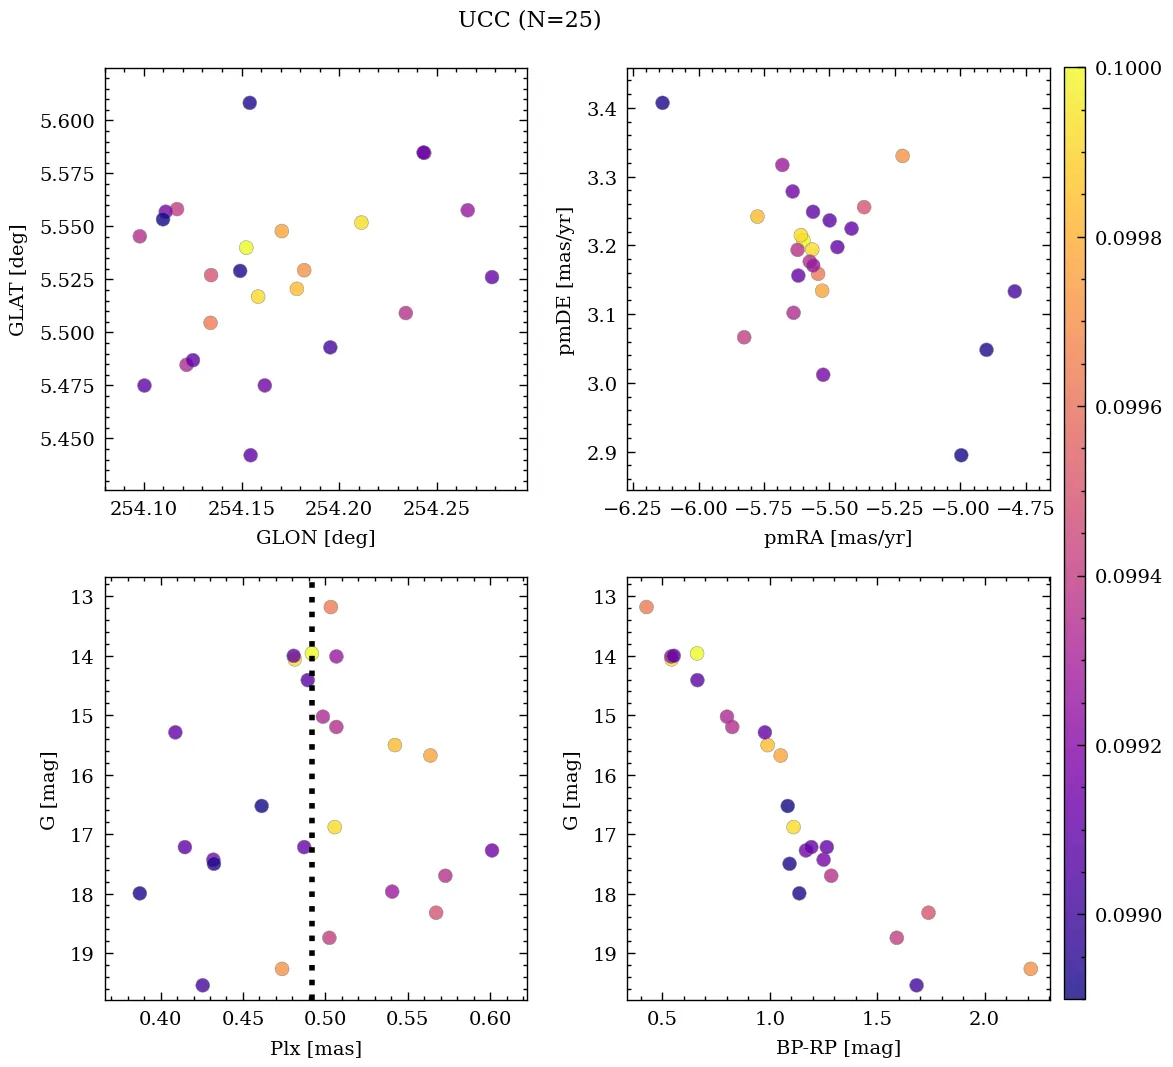 UCC (N=25)
5.600
5.575
5.550
5.525
5.500
5.475
5.450
GLAT [deg]
254.10 254.15 254.20 254.25
GLON [deg]
3.4
3.3
3.2
3.1
3.0
2.9
pmDE [mas/yr]
−6.25 −6.00 −5.75 −5.50 −5.25 −5.00 −4.75
pmRA [mas/yr]
13
14
15
16
17
18
19
G [mag]
0.40 0.45 0.50 0.55 0.60
Plx [mas]
13
14
15
16
17
18
19
G [mag]
0.5 1.0 1.5 2.0
BP-RP [mag]
0.1000
0.0998
0.0996
0.0994
0.0992
0.0990